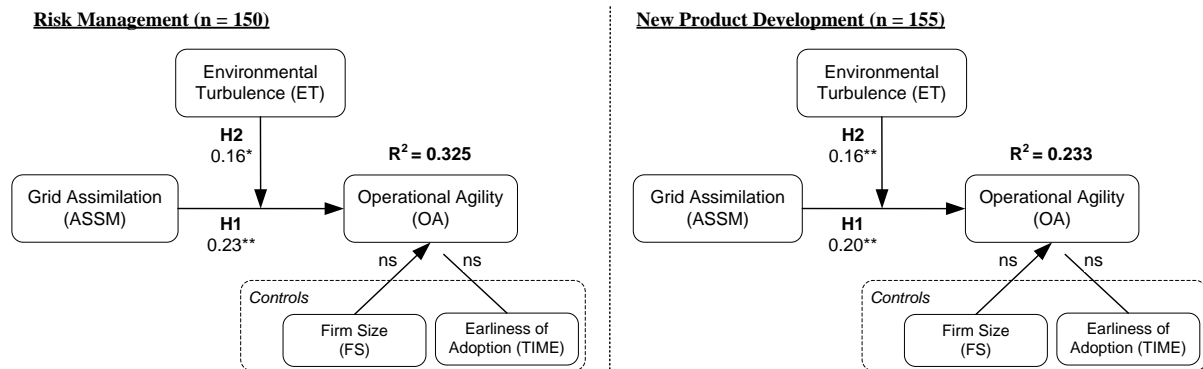 Risk Management (n = 150)
Environmental
Turbulence (ET)
H2
0.16*
R² = 0.325
Grid Assimilation
(ASSM)
Operational Agility
(OA)
H1
0.23**
ns
ns
Controls
Firm Size
(FS)
Earliness of
Adoption (TIME)
New Product Development (n = 155)
Environmental
Turbulence (ET)
H2
0.16**
R² = 0.233
Grid Assimilation
(ASSM)
Operational Agility
(OA)
H1
0.20**
ns
ns
Controls
Firm Size
(FS)
Earliness of
Adoption (TIME)